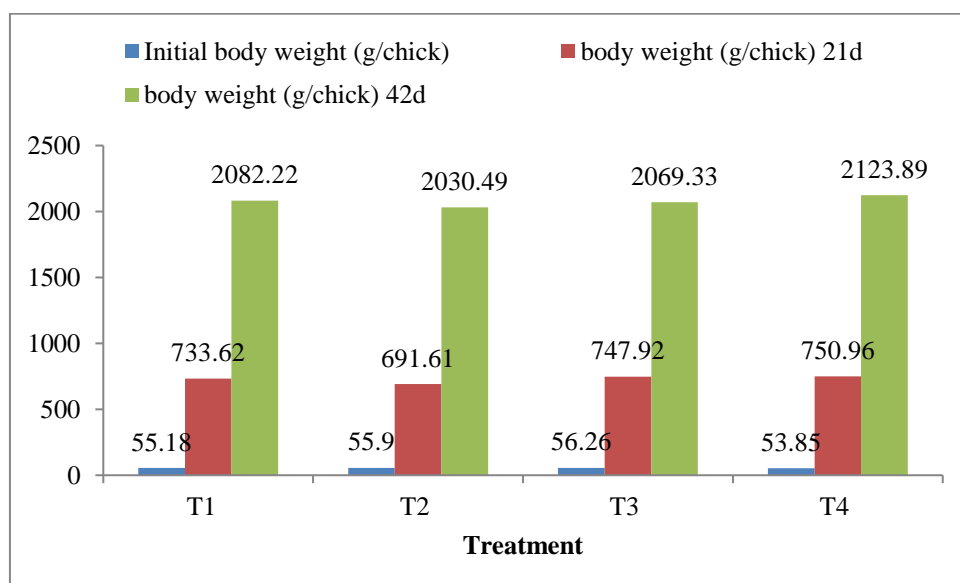 Initial body weight (g/chick) body weight (g/chick) 21d
body weight (g/chick) 42d
2500
2082.22 2030.49 2069.33 2123.89
2000
1500
1000
733.62 691.61 747.92 750.96
500
55.18 55.9 56.26 53.85
0
T1 T2 T3 T4
Treatment